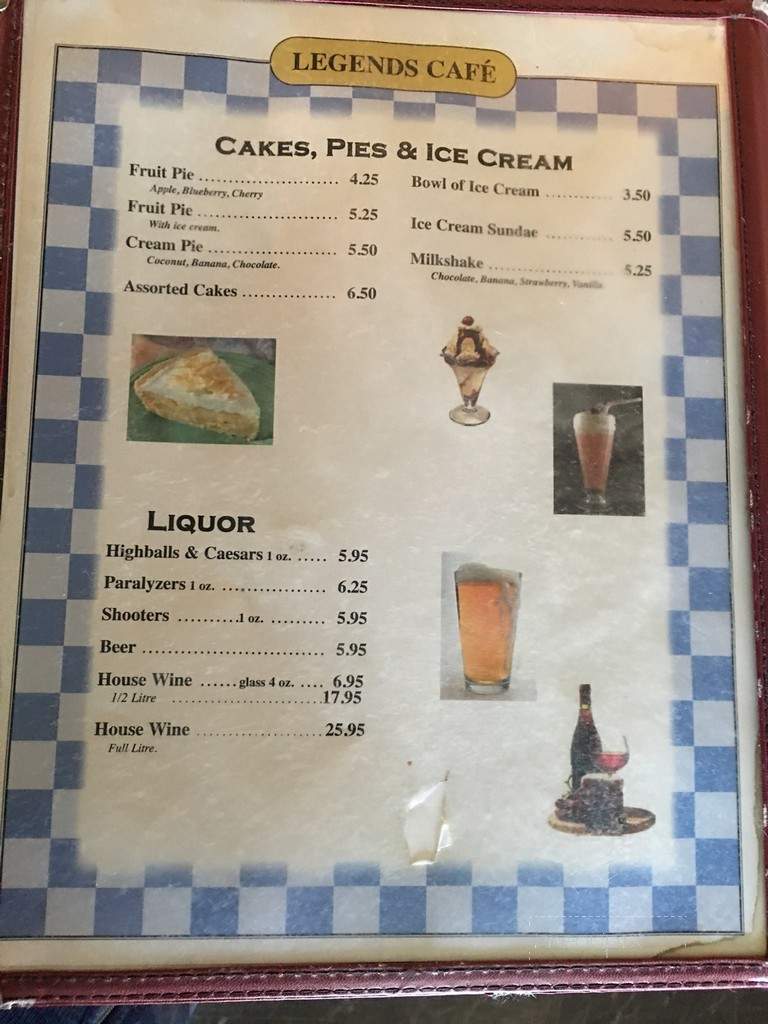 LEGENDS CAFÉ
CAKES, PIES & ICE CREAM
Fruit Pie ........................ 4.25
Apple, Blueberry, Cherry
Fruit Pie ........................ 5.25
With ice cream.
Cream Pie ...................... 5.50
Coconut, Banana, Chocolate.
Assorted Cakes ................ 6.50
Bowl of Ice Cream ............ 3.50
Ice Cream Sundae ............ 5.50
Milkshake ........................ 5.25
Chocolate, Banana, Strawberry, Vanilla
LIQUOR
Highballs & Caesars 1 oz. ..... 5.95
Paralyzers 1 oz. .................. 6.25
Shooters ..........1 oz. ......... 5.95
Beer ............................... 5.95
House Wine ......glass 4 oz. .... 6.95
1/2 Litre ..........................17.95
House Wine ......................25.95
Full Litre.